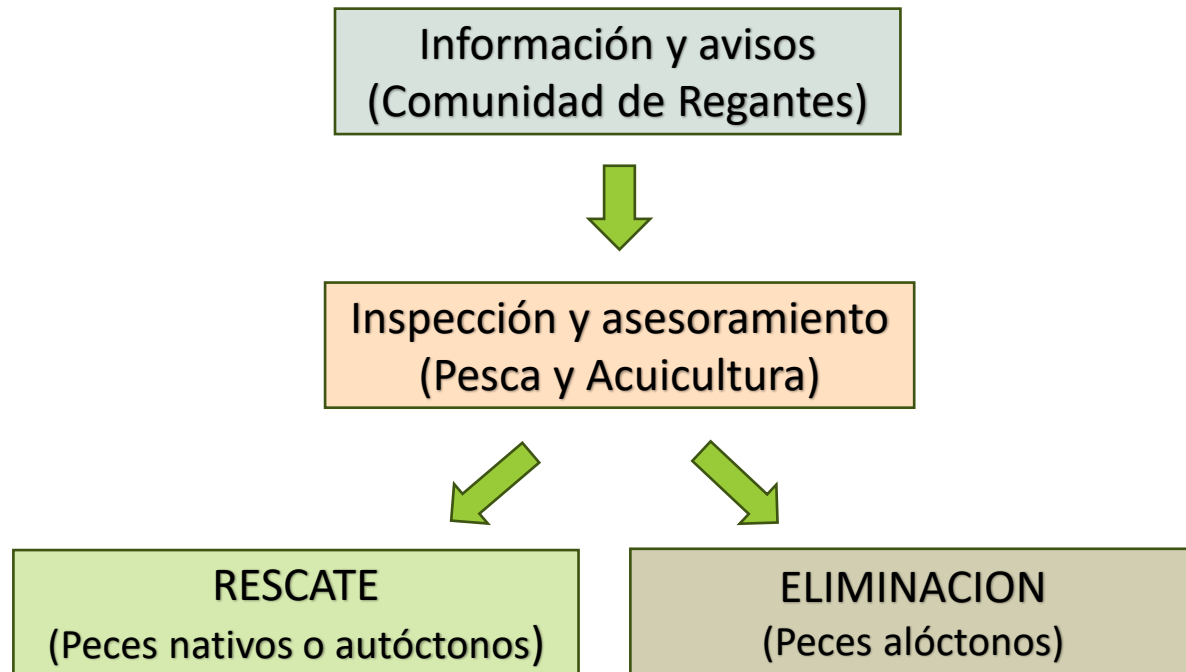 Información y avisos
(Comunidad de Regantes)
Inspección y asesoramiento
(Pesca y Acuicultura)
RESCATE
(Peces nativos o autóctonos)
ELIMINACION
(Peces alóctonos)